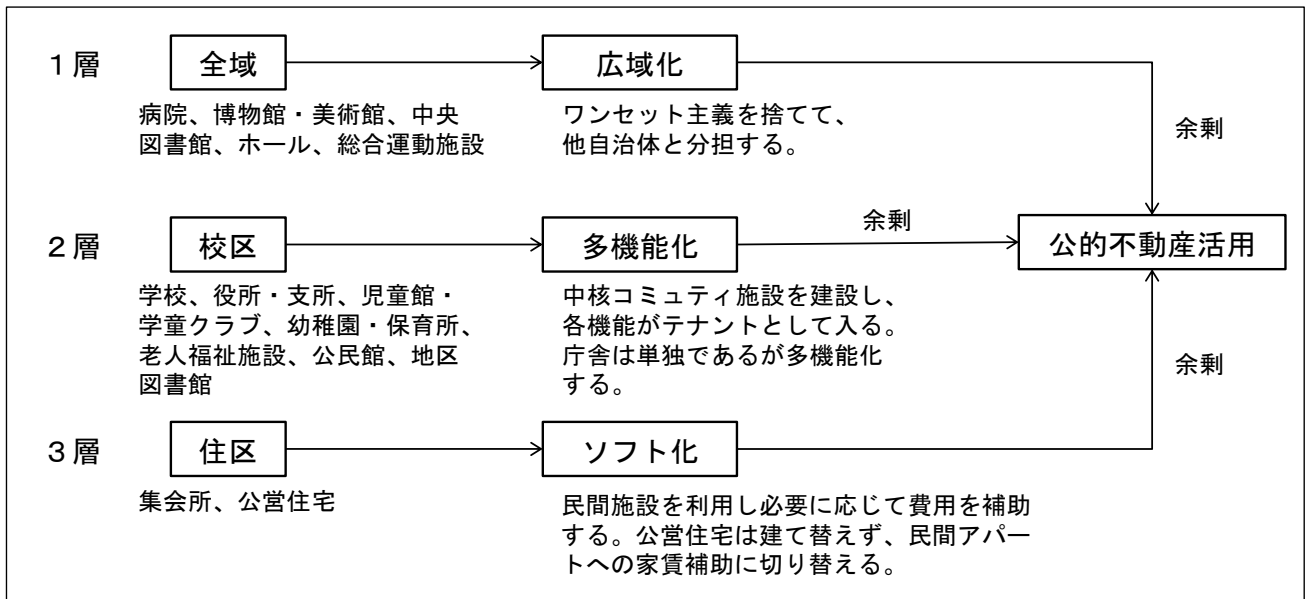 1層
全域
広域化
病院、博物館・美術館、中央
図書館、ホール、総合運動施設
ワンセット主義を捨てて、
他自治体と分担する。
余剰
2層
校区
多機能化
余剰
公的不動産活用
学校、役所・支所、児童館・
学童クラブ、幼稚園・保育所、
老人福祉施設、公民館、地区
図書館
中核コミュティ施設を建設し、
各機能がテナントとして入る。
庁舎は単独であるが多機能化
する。
余剰
3層
住区
ソフト化
集会所、公営住宅
民間施設を利用し必要に応じて費用を補助
する。公営住宅は建て替えず、民間アパー
トへの家賃補助に切り替える。